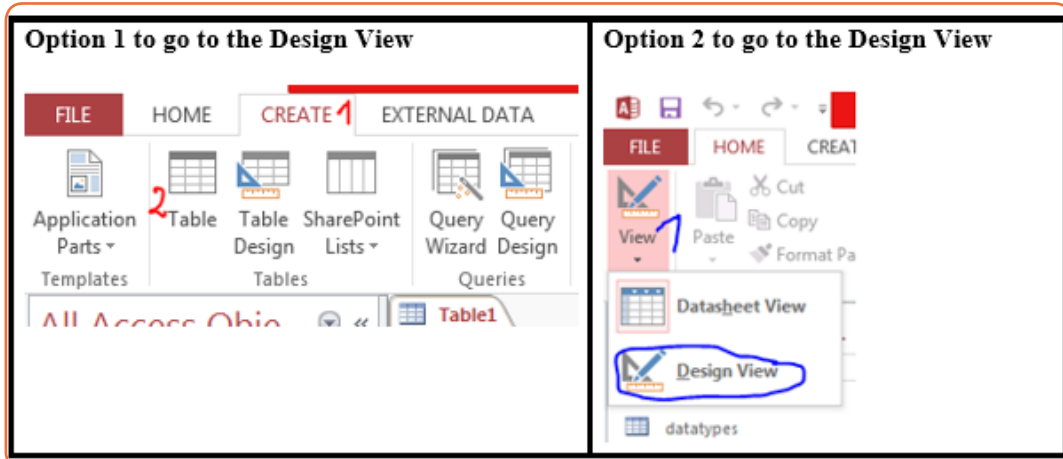 Option 1 to go to the Design View
FILE HOME CREATE 1 EXTERNAL DATA
2
Application Parts
Table
Table Design
SharePoint Lists
Query Wizard
Query Design
Templates
Tables
Queries
All Access Obje
«
Table1
Option 2 to go to the Design View
FILE HOME CREAT
View
1
Paste
Cut
Copy
Format Pa
Datasheet View
Design View
datatypes